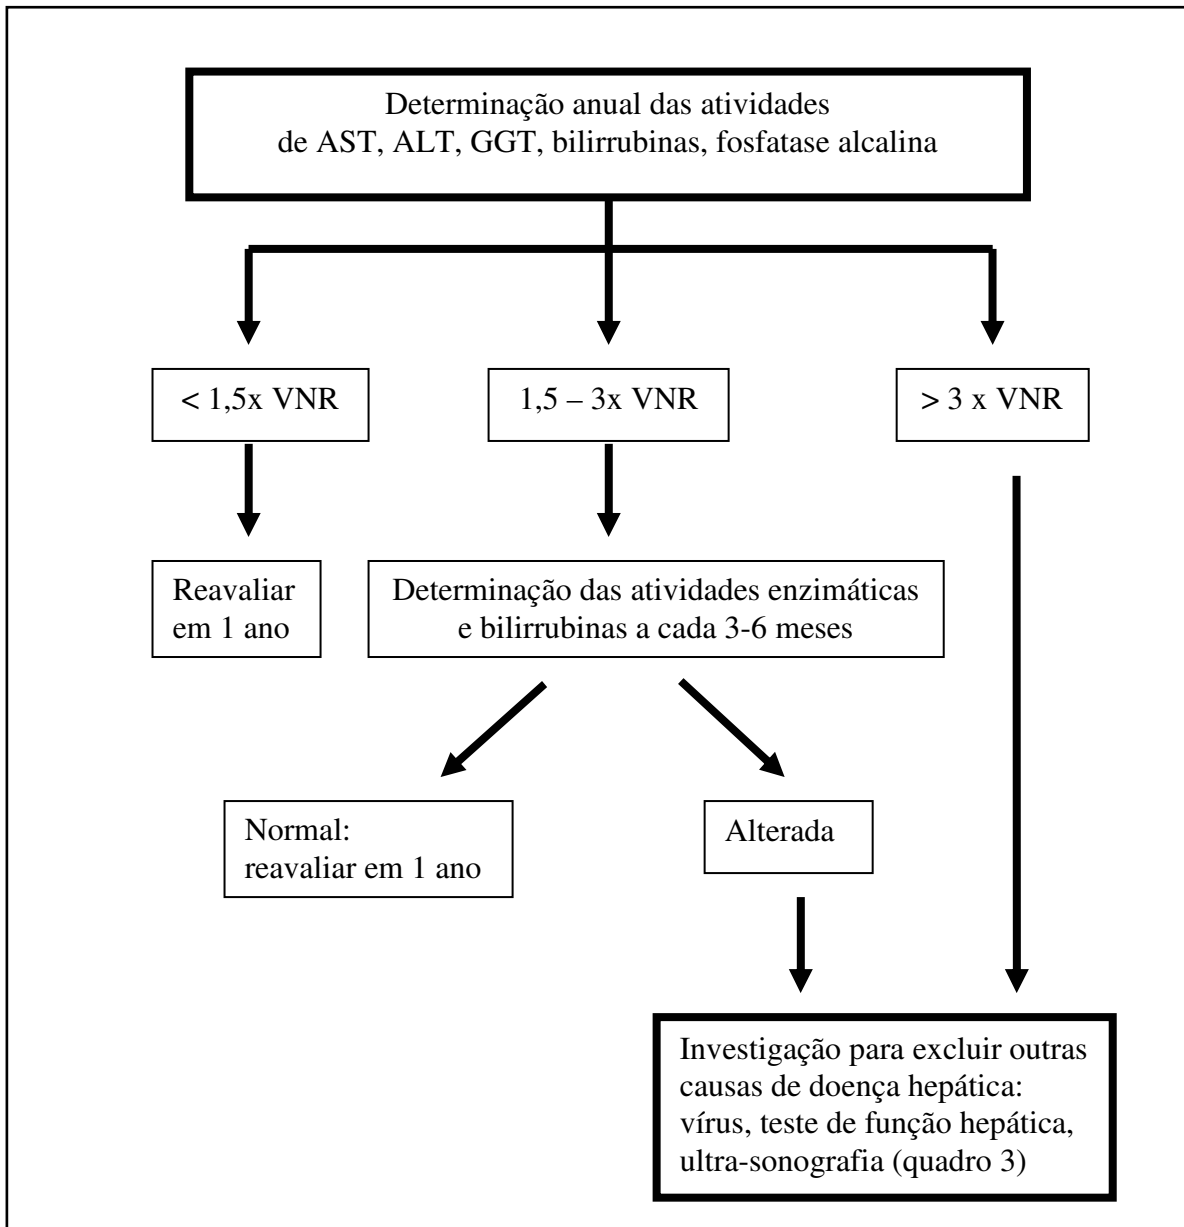 Determinação anual das atividades
de AST, ALT, GGT, bilirrubinas, fosfatase alcalina
< 1,5x VNR
1,5 – 3x VNR
> 3 x VNR
Reavaliar
em 1 ano
Determinação das atividades enzimáticas
e bilirrubinas a cada 3-6 meses
Normal:
reavaliar em 1 ano
Alterada
Investigação para excluir outras
causas de doença hepática:
vírus, teste de função hepática,
ultra-sonografia (quadro 3)